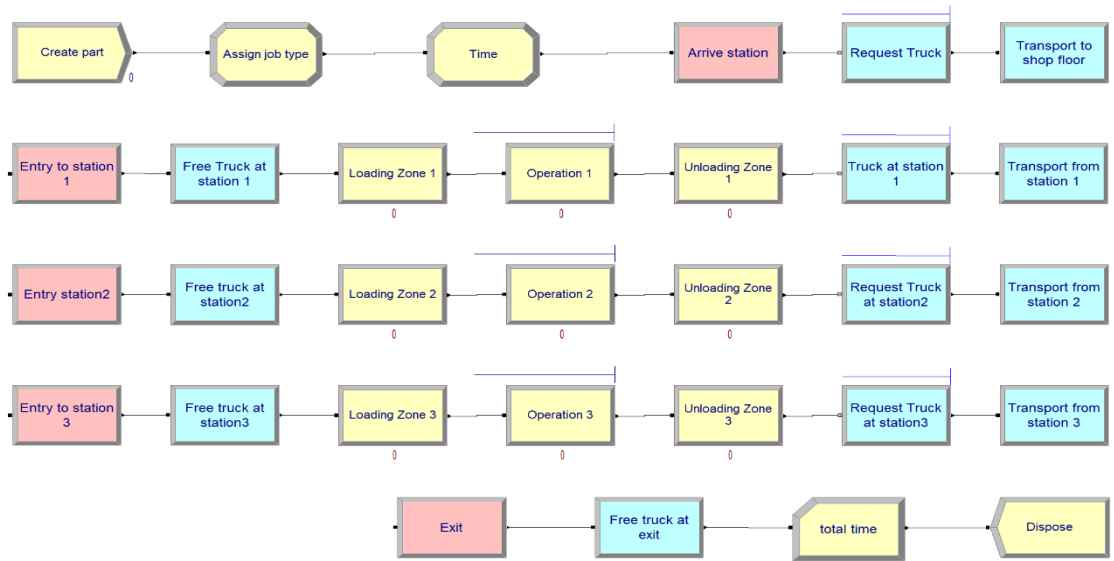 Create part
Assign job type
Time
Arrive station
Request Truck
Transport to
shop floor
0
Entry to station
1
Free Truck at
station 1
Loading Zone 1
Operation 1
Unloading Zone
1
Truck at station
1
Transport from
station 1
0
0
0
Entry station2
Free truck at
station2
Loading Zone 2
Operation 2
Unloading Zone
2
Request Truck
at station2
Transport from
station 2
0
0
0
Entry to station
3
Free truck at
station3
Loading Zone 3
Operation 3
Unloading Zone
3
Request Truck
at station3
Transport from
station 3
0
0
0
Exit
Free truck at
exit
total time
Dispose